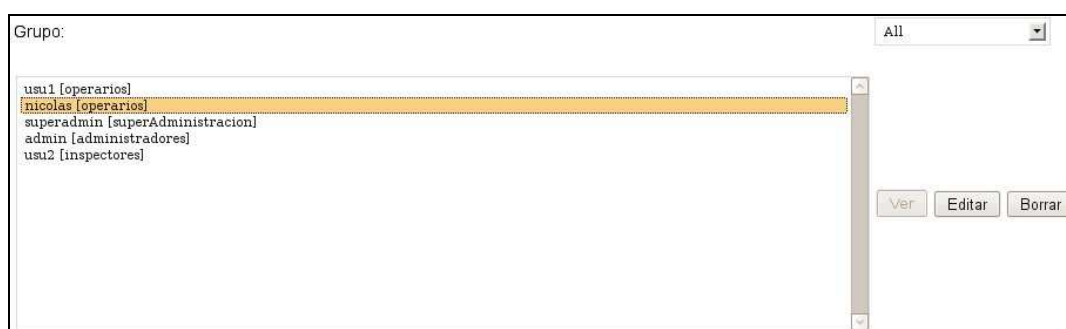 Grupo:
All
usu1 [operarios]
nicolas [operarios]
superadmin [superAdministracion]
admin [administradores]
usu2 [inspectores]
Ver
Editar
Borrar